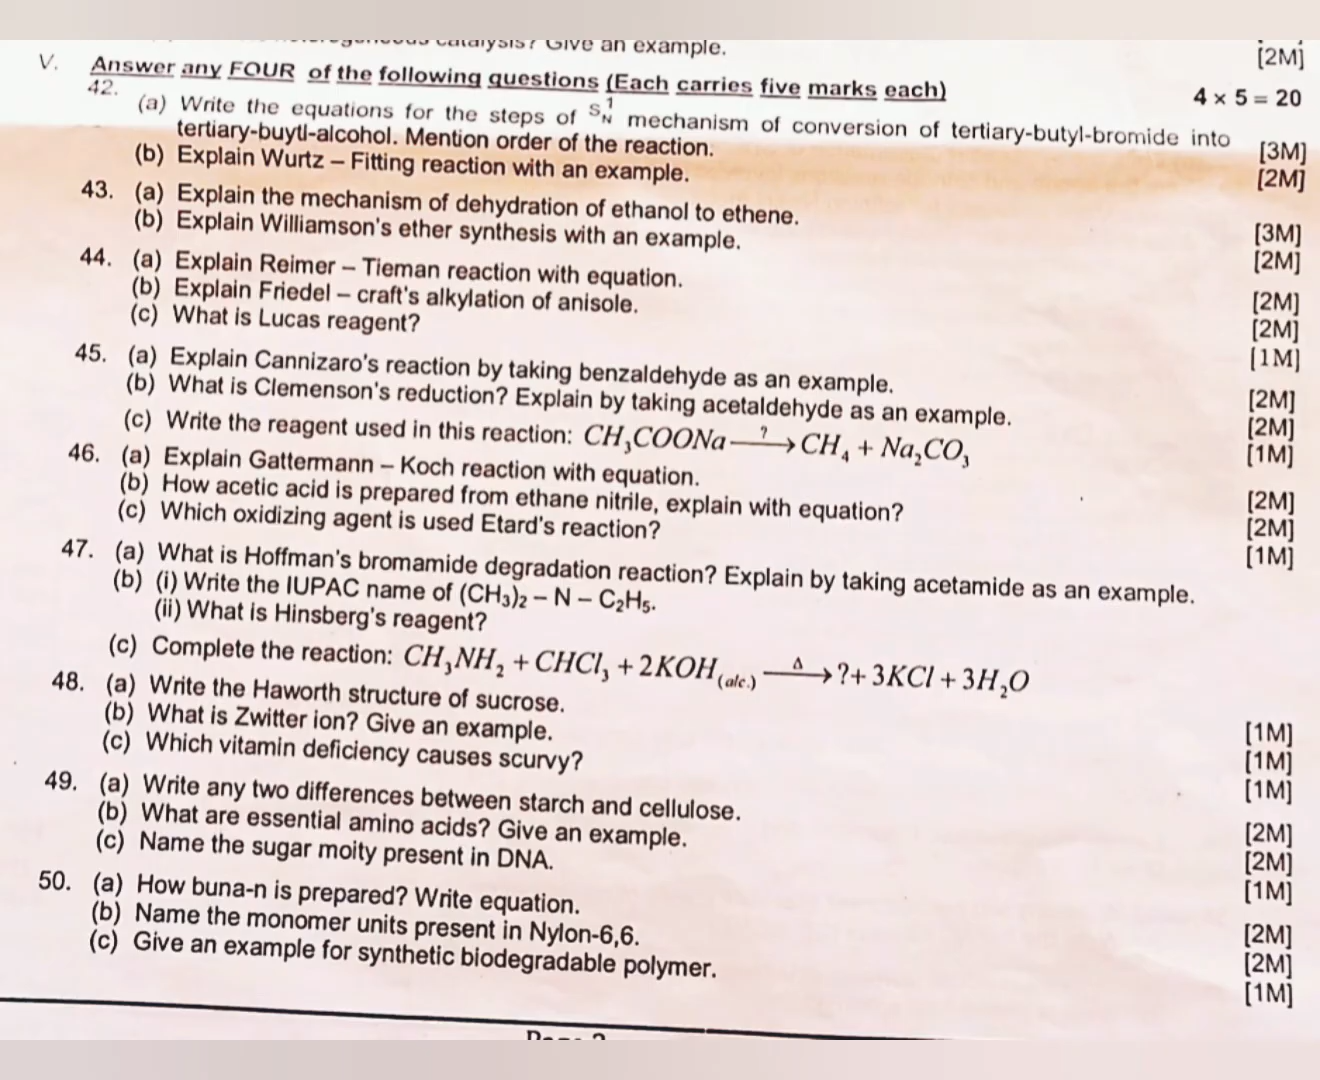 catalysis? Give an example. [2M]
V. Answer any FOUR of the following questions (Each carries five marks each) 4 × 5 = 20
42. (a) Write the equations for the steps of S_N^1 mechanism of conversion of tertiary-butyl-bromide into
tertiary-buytl-alcohol. Mention order of the reaction. [3M]
(b) Explain Wurtz – Fitting reaction with an example. [2M]
43. (a) Explain the mechanism of dehydration of ethanol to ethene. [3M]
(b) Explain Williamson's ether synthesis with an example. [2M]
44. (a) Explain Reimer – Tieman reaction with equation. [2M]
(b) Explain Friedel – craft's alkylation of anisole. [2M]
(c) What is Lucas reagent? [1M]
45. (a) Explain Cannizaro's reaction by taking benzaldehyde as an example. [2M]
(b) What is Clemenson's reduction? Explain by taking acetaldehyde as an example. [2M]
(c) Write the reagent used in this reaction: CH₃COONa —?→ CH₄ + Na₂CO₃ [1M]
46. (a) Explain Gattermann – Koch reaction with equation. [2M]
(b) How acetic acid is prepared from ethane nitrile, explain with equation? [2M]
(c) Which oxidizing agent is used Etard's reaction? [1M]
47. (a) What is Hoffman's bromamide degradation reaction? Explain by taking acetamide as an example.
(b) (i) Write the IUPAC name of (CH₃)₂ – N – C₂H₅.
(ii) What is Hinsberg's reagent?
(c) Complete the reaction: CH₃NH₂ + CHCl₃ + 2KOH(alc.) —Δ→ ? + 3KCl + 3H₂O
48. (a) Write the Haworth structure of sucrose. [1M]
(b) What is Zwitter ion? Give an example. [1M]
(c) Which vitamin deficiency causes scurvy? [1M]
49. (a) Write any two differences between starch and cellulose. [2M]
(b) What are essential amino acids? Give an example. [2M]
(c) Name the sugar moity present in DNA. [1M]
50. (a) How buna-n is prepared? Write equation. [2M]
(b) Name the monomer units present in Nylon-6,6. [2M]
(c) Give an example for synthetic biodegradable polymer. [1M]